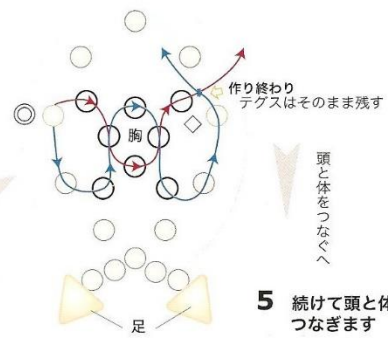 作り終わり
テグスはそのまま残す
胸
頭と体をつなぐへ
足
5 続けて頭と体
つなぎます